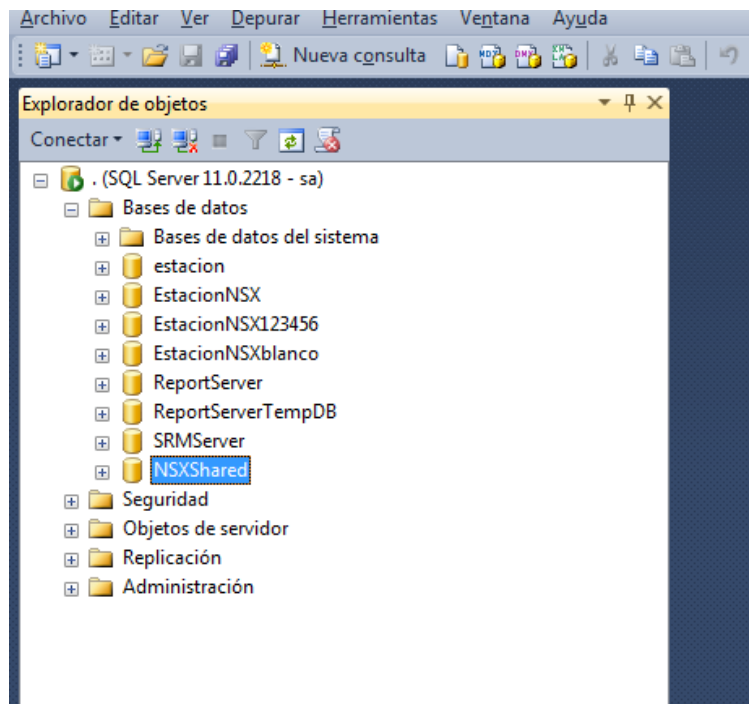 Archivo Editar Ver Depurar Herramientas Ventana Ayuda
Nueva consulta
Explorador de objetos
Conectar
. (SQL Server 11.0.2218 - sa)
Bases de datos
Bases de datos del sistema
estacion
EstacionNSX
EstacionNSX123456
EstacionNSXblanco
ReportServer
ReportServerTempDB
SRMServer
NSXShared
Seguridad
Objetos de servidor
Replicación
Administración